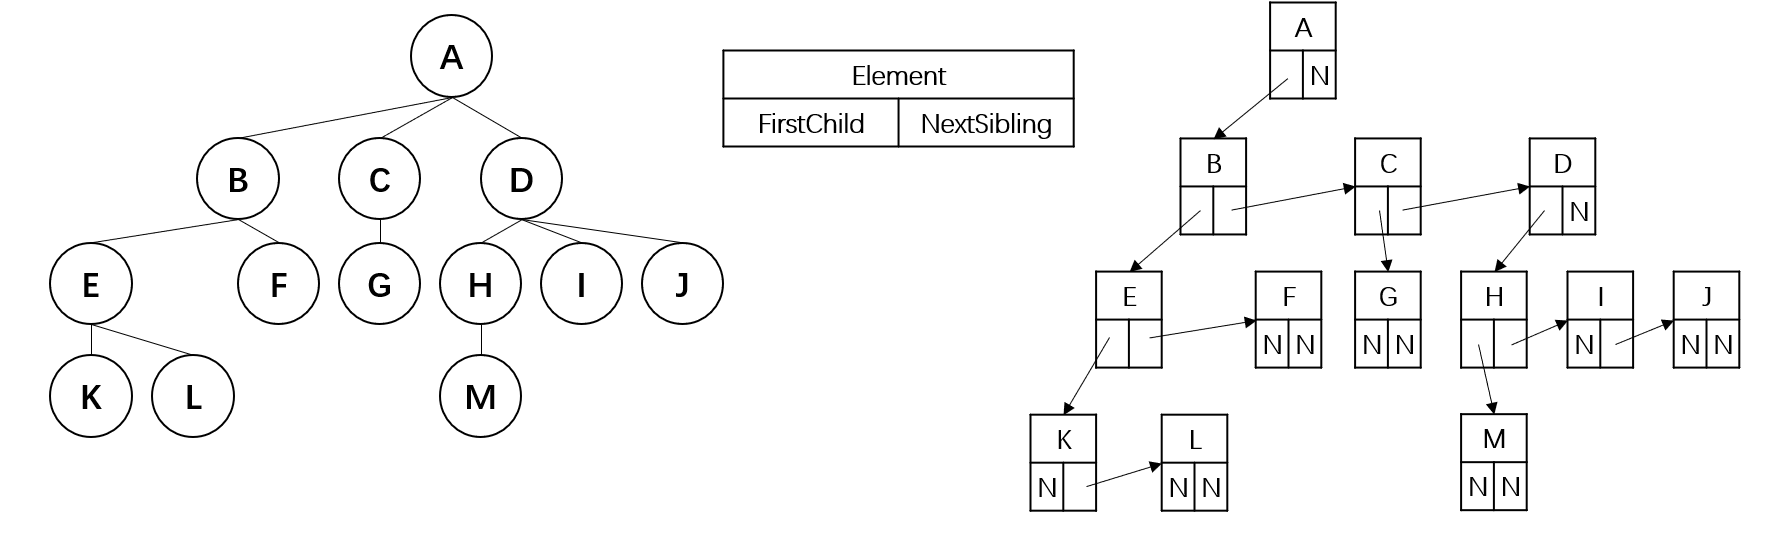 A
B C D
E F G H I J
K L M
Element
FirstChild NextSibling
A
N
B C D
N
E F G H I J
N N N N N N N
K L M
N N N N N